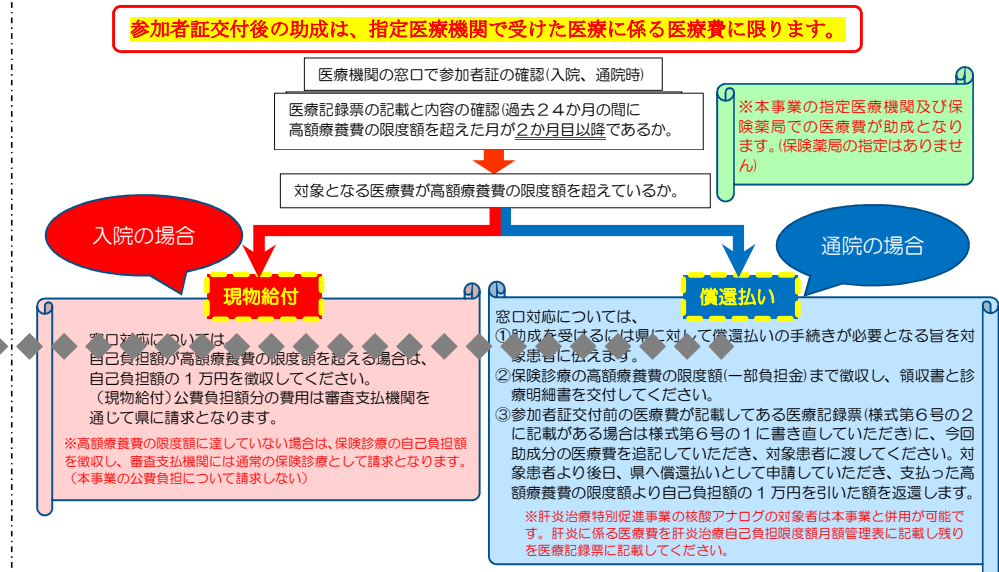 参加者証交付後の助成は、指定医療機関で受けた医療に係る医療費に限ります。
医療機関の窓口で参加者証の確認(入院、通院時)
医療記録票の記載と内容の確認(過去２４か月の間に
高額療養費の限度額を超えた月が２か月目以降であるか。
※本事業の指定医療機関及び保
険薬局での医療費が助成となり
ます。(保険薬局の指定はありませ
ん)
対象となる医療費が高額療養費の限度額を超えているか。
入院の場合
通院の場合
現物給付
窓口対応については、
自己負担額が高額療養費の限度額を超える場合は、
自己負担額の１万円を徴収してください。
（現物給付）公費負担額分の費用は審査支払機関を
通じて県に請求となります。
※高額療養費の限度額に達していない場合は、保険診療の自己負担額
を徴収し、審査支払機関には通常の保険診療として請求となります。
（本事業の公費負担について請求しない）
償還払い
窓口対応については、
①助成を受けるには県に対して償還払いの手続きが必要となる旨を対
象患者に伝えます。
②保険診療の高額療養費の限度額(一部負担金)まで徴収し、領収書と診
療明細書を交付してください。
③参加者証交付前の医療費が記載してある医療記録票(様式第６号の２
に記載がある場合は様式第６号の１に書き直していただき)に、今回
助成分の医療費を追記していただき、対象患者に渡してください。対
象患者より後日、県へ償還払いとして申請していただき、支払った高
額療養費の限度額より自己負担額の１万円を引いた額を返還します。
※肝炎治療特別促進事業の核酸アナログの対象者は本事業と併用が可能で
す。肝炎に係る医療費を肝炎治療自己負担限度額月額管理表に記載し残り
を医療記録票に記載してください。